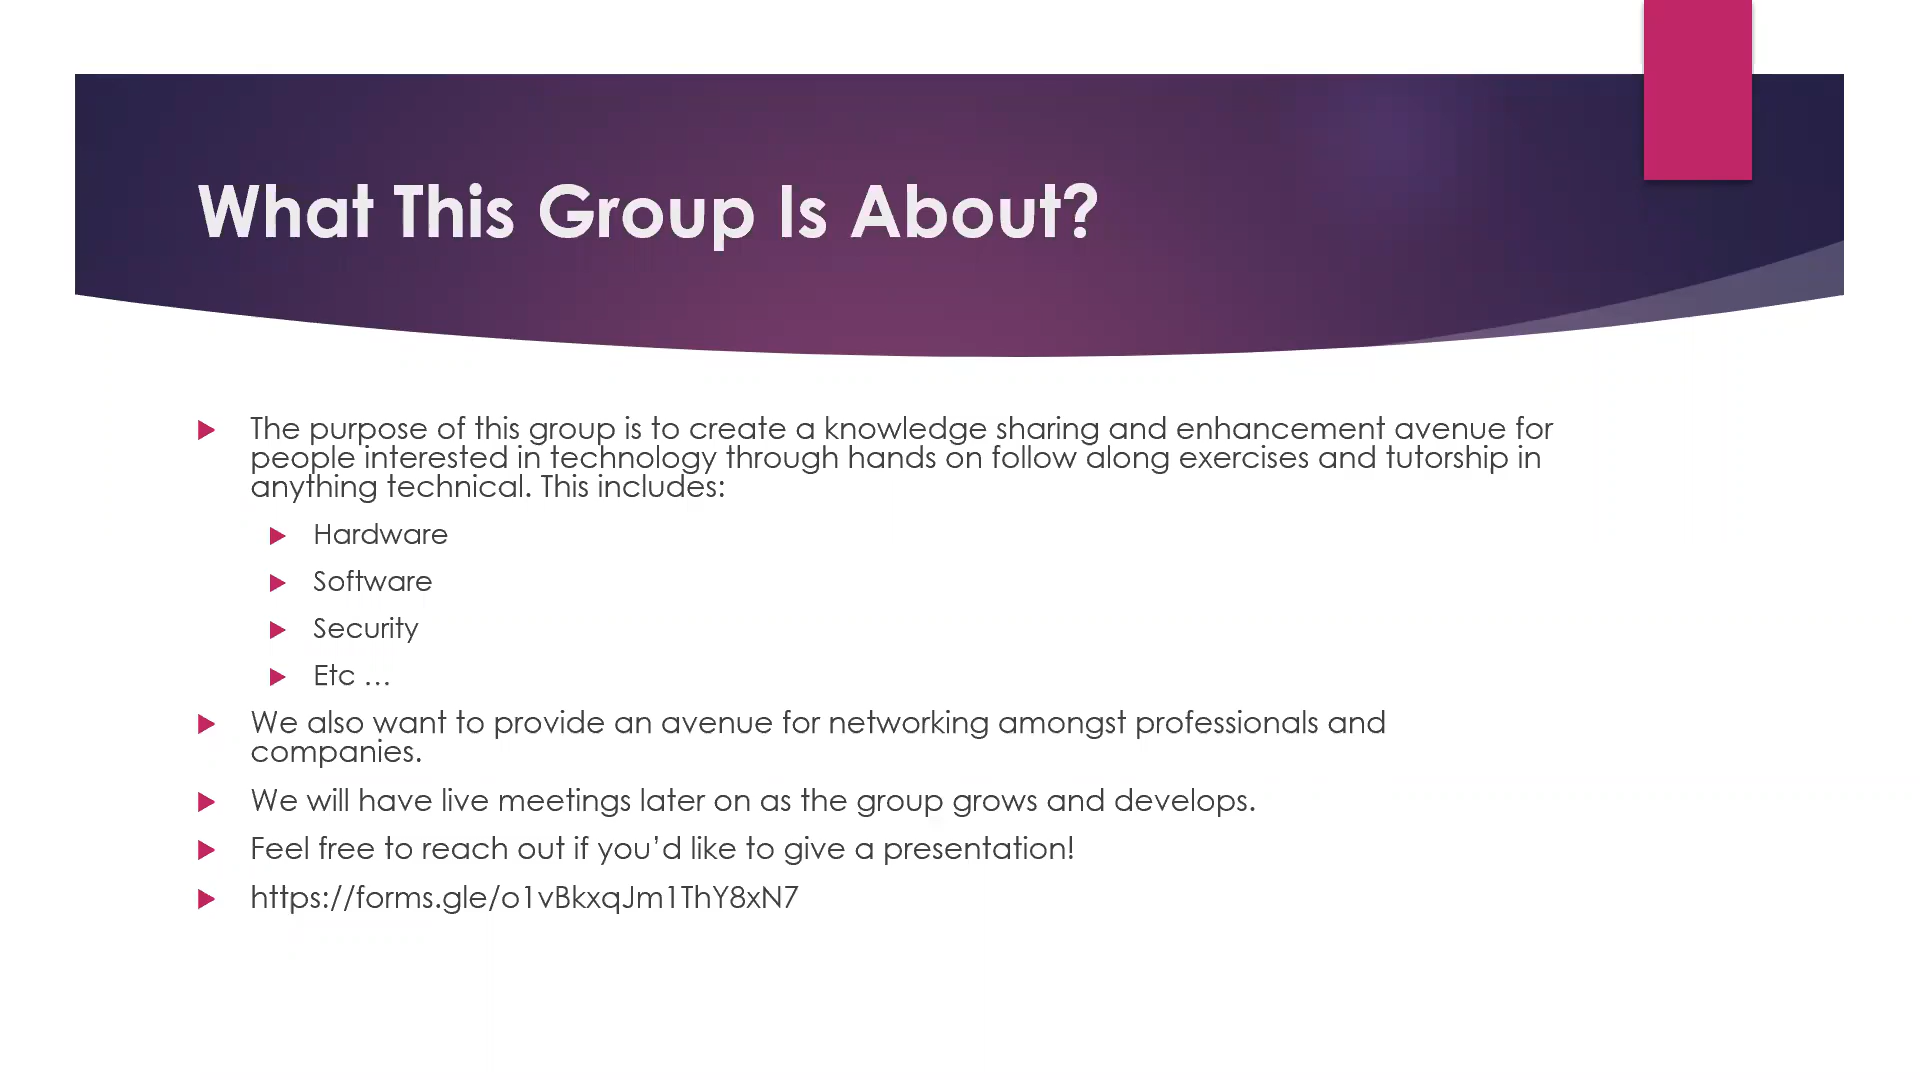 What This Group Is About?
The purpose of this group is to create a knowledge sharing and enhancement avenue for
people interested in technology through hands on follow along exercises and tutorship in
anything technical. This includes:
Hardware
Software
Security
Etc …
We also want to provide an avenue for networking amongst professionals and
companies.
We will have live meetings later on as the group grows and develops.
Feel free to reach out if you’d like to give a presentation!
https://forms.gle/o1vBkxqJm1ThY8xN7